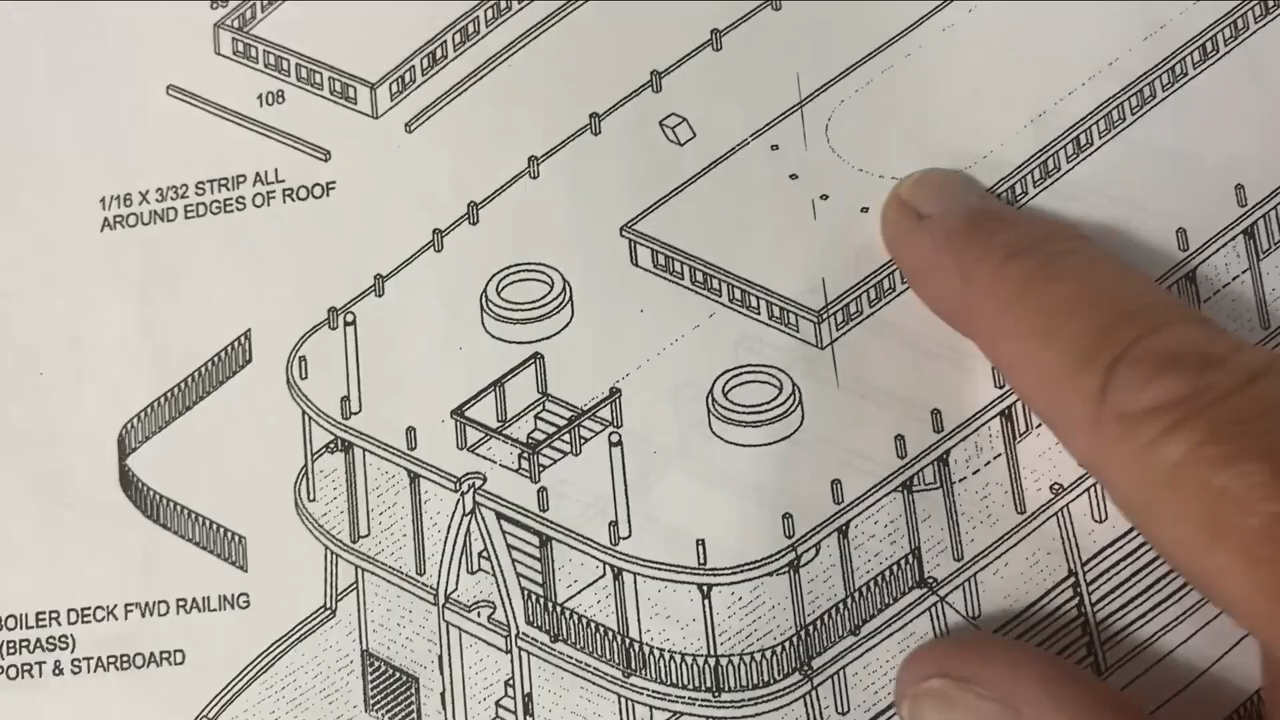 108
1/16 X 3/32 STRIP ALL
AROUND EDGES OF ROOF
BOILER DECK F'WD RAILING
(BRASS)
PORT & STARBOARD